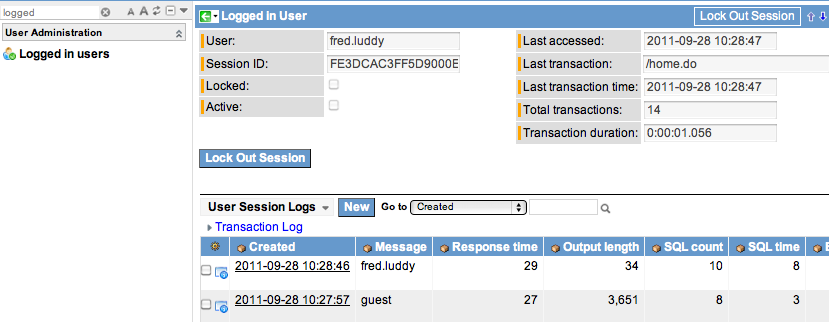 logged
A A
User Administration
Logged in users
Logged in User
Lock Out Session
User: fred.luddy
Session ID: FE3DCAC3FF5D9000E
Locked:
Active:
Last accessed: 2011-09-28 10:28:47
Last transaction: /home.do
Last transaction time: 2011-09-28 10:28:47
Total transactions: 14
Transaction duration: 0:00:01.056
Lock Out Session
User Session Logs New Go to Created
Transaction Log
Created Message Response time Output length SQL count SQL time
2011-09-28 10:28:46 fred.luddy 29 34 10 8
2011-09-28 10:27:57 guest 27 3,651 8 3